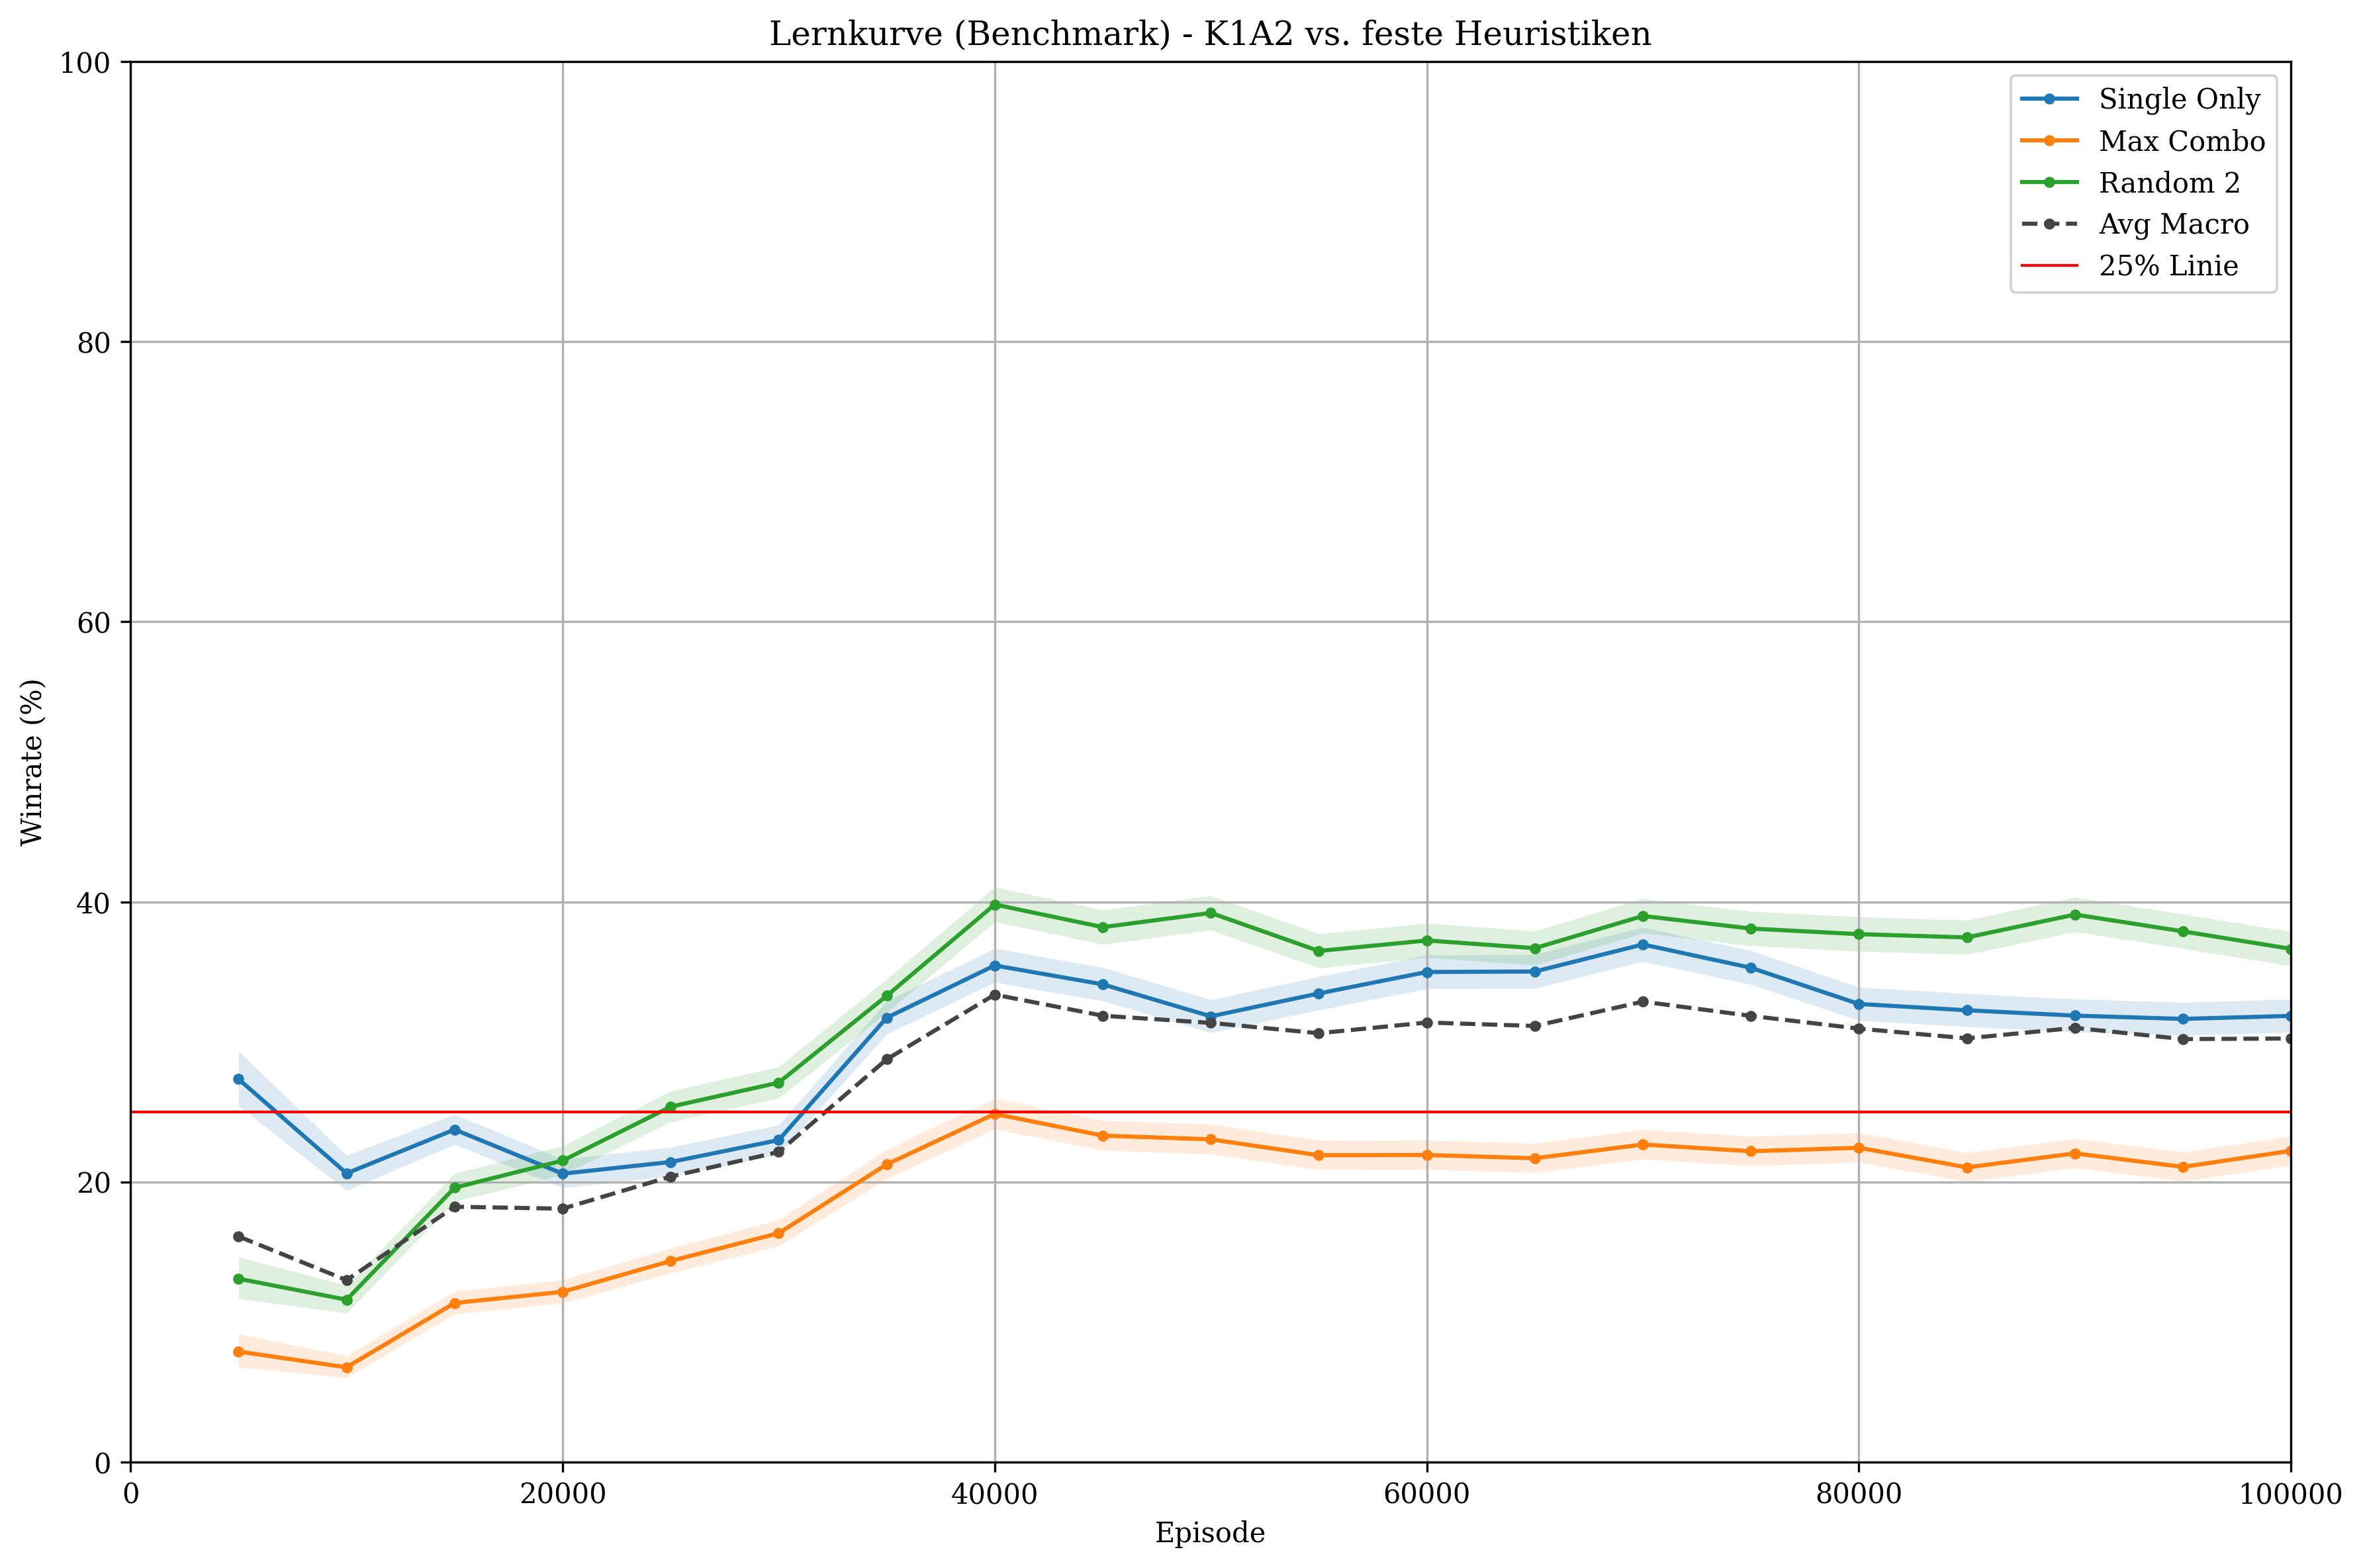 Lernkurve (Benchmark) - K1A2 vs. feste Heuristiken
100
80
60
40
20
0
Winrate (%)
Single Only
Max Combo
Random 2
Avg Macro
25% Linie
0 20000 40000 60000 80000 100000
Episode